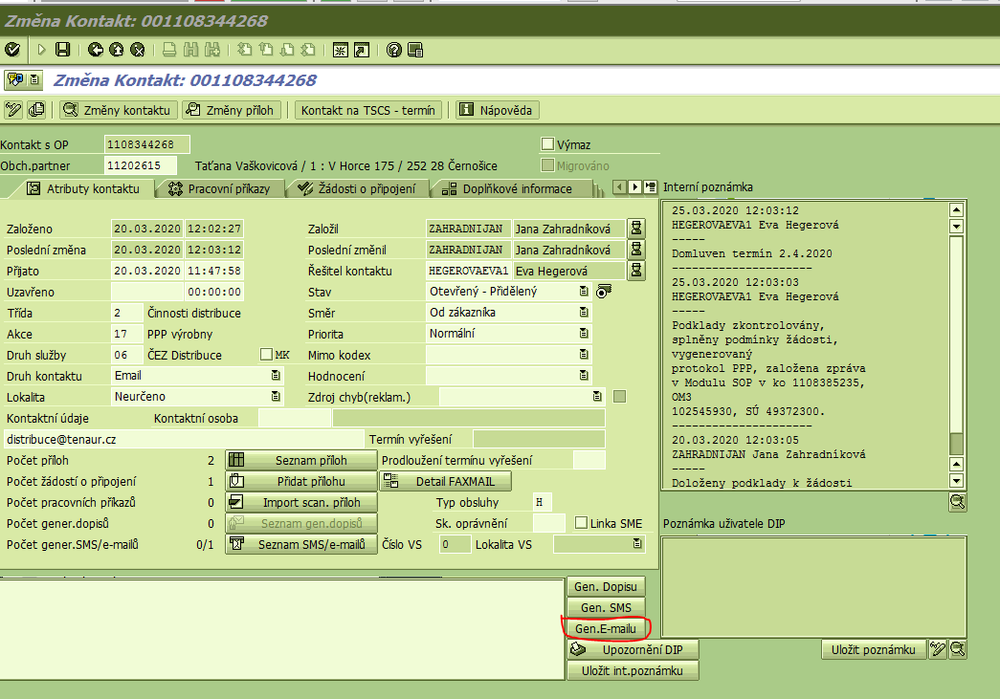 Změna Kontakt: 001108344268
Změna Kontakt: 001108344268
Změny kontaktu Změny příloh Kontakt na TSCS - termín Nápověda
Kontakt s OP 1108344268 Výmaz
Obch.partner 11202615 Taťana Vaškovicová / 1 : V Horce 175 / 252 28 Černošice Migrováno
Atributy kontaktu Pracovní příkazy Žádosti o připojení Doplňkové informace
Založeno 20.03.2020 12:02:27 Založil ZAHRADNIJAN Jana Zahradníková
Poslední změna 20.03.2020 12:03:12 Poslední změnil ZAHRADNIJAN Jana Zahradníková
Přijato 20.03.2020 11:47:58 Řešitel kontaktu HEGEROVAEVA1 Eva Hegerová
Uzavřeno 00:00:00 Stav Otevřený - Přidělený
Třída 2 Činnosti distribuce Směr Od zákazníka
Akce 17 PPP výrobny Priorita Normální
Druh služby 06 ČEZ Distribuce MK Mimo kodex
Druh kontaktu Email Hodnocení
Lokalita Neurčeno Zdroj chyb(reklam.)
Kontaktní údaje Kontaktní osoba
distribuce@tenaur.cz Termín vyřešení
Počet příloh 2 Seznam příloh Prodloužení termínu vyřešení
Počet žádostí o připojení 1 Přidat přílohu Detail FAXMAIL
Počet pracovních příkazů 0 Import scan. příloh Typ obsluhy H
Počet gener.dopisů 0 Seznam gen.dopisů Sk. oprávnění Linka SME
Počet gener.SMS/e-mailů 0/1 Seznam SMS/e-mailů Číslo VS 0 Lokalita VS
Interní poznámka
25.03.2020 12:03:12
HEGEROVAEVA1 Eva Hegerová
-----
Domluven termín 2.4.2020
---------------------
25.03.2020 12:03:03
HEGEROVAEVA1 Eva Hegerová
-----
Podklady zkontrolovány,
splněny podmínky žádosti,
vygenerovaný
protokol PPP, založena zpráva
v Modulu SOP v ko 1108385235,
OM3
102545930, SÚ 49372300.
---------------------
20.03.2020 12:03:05
ZAHRADNIJAN Jana Zahradníková
-----
Doloženy podklady k žádosti
Poznámka uživatele DIP
Gen. Dopisu
Gen. SMS
Gen.E-mailu
Upozornění DIP
Uložit int.poznámku
Uložit poznámku